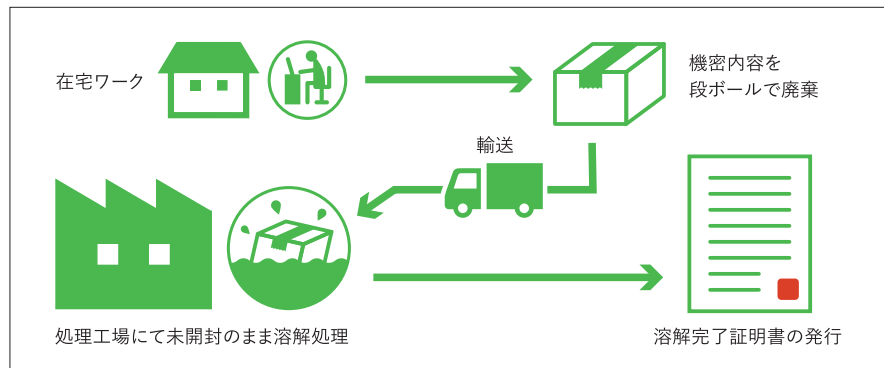 在宅ワーク
機密内容を
段ボールで廃棄
輸送
処理工場にて未開封のまま溶解処理
溶解完了証明書の発行